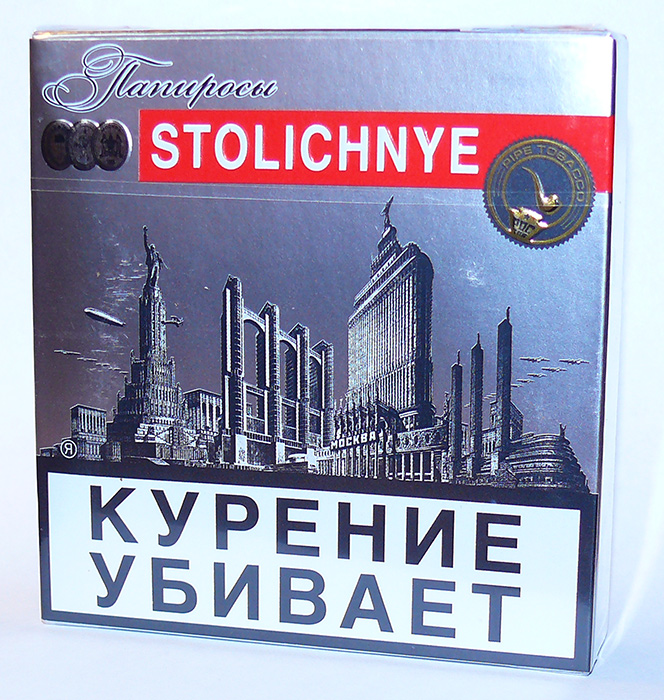 Папиросы
STOLICHNYE
PIPE TOBACCO
МОСКВА
®
КУРЕНИЕ
УБИВАЕТ